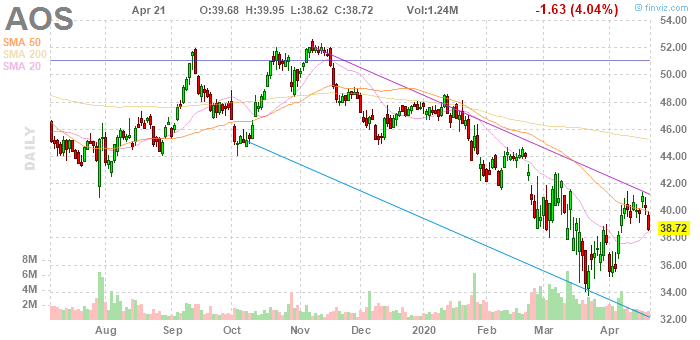 AOS
Apr 21 O:39.68 H:39.95 L:38.62 C:38.72 Vol:1.24M
© finviz.com
-1.63 (4.04%)
SMA 50
SMA 200
SMA 20
DAILY
54.00
52.00
50.00
48.00
46.00
44.00
42.00
40.00
38.72
38.00
36.00
34.00
32.00
8M
6M
4M
2M
Aug Sep Oct Nov Dec 2020 Feb Mar Apr